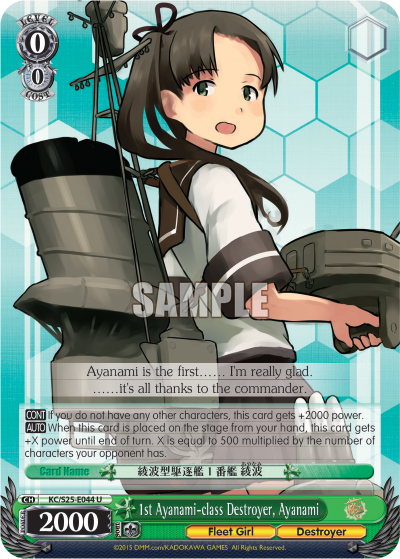 LEVEL
0
0
COST
SAMPLE
Ayanami is the first…… I'm really glad.
……it's all thanks to the commander.
CONT If you do not have any other characters, this card gets +2000 power.
AUTO When this card is placed on the stage from your hand, this card gets
+X power until end of turn. X is equal to 500 multiplied by the number of
characters your opponent has.
Card Name 綾波型駆逐艦1番艦 綾波
CH KC/S25-E044 U
1st Ayanami-class Destroyer, Ayanami
2000
Fleet Girl Destroyer
©2015 DMM.com/KADOKAWA GAMES All Rights Reserved.